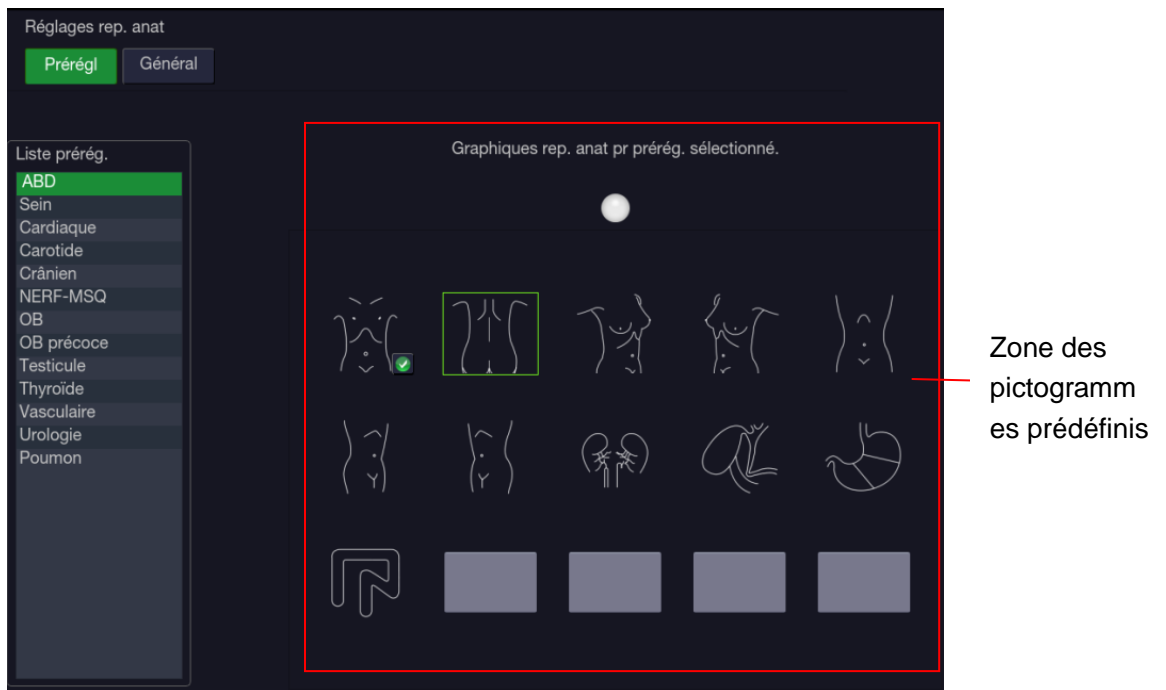 Réglages rep. anat
Prérégl
Général
Liste prérég.
ABD
Sein
Cardiaque
Carotide
Crânien
NERF-MSQ
OB
OB précoce
Testicule
Thyroïde
Vasculaire
Urologie
Poumon
Graphiques rep. anat pr prérég. sélectionné.
Zone des
pictogramm
es prédéfinis